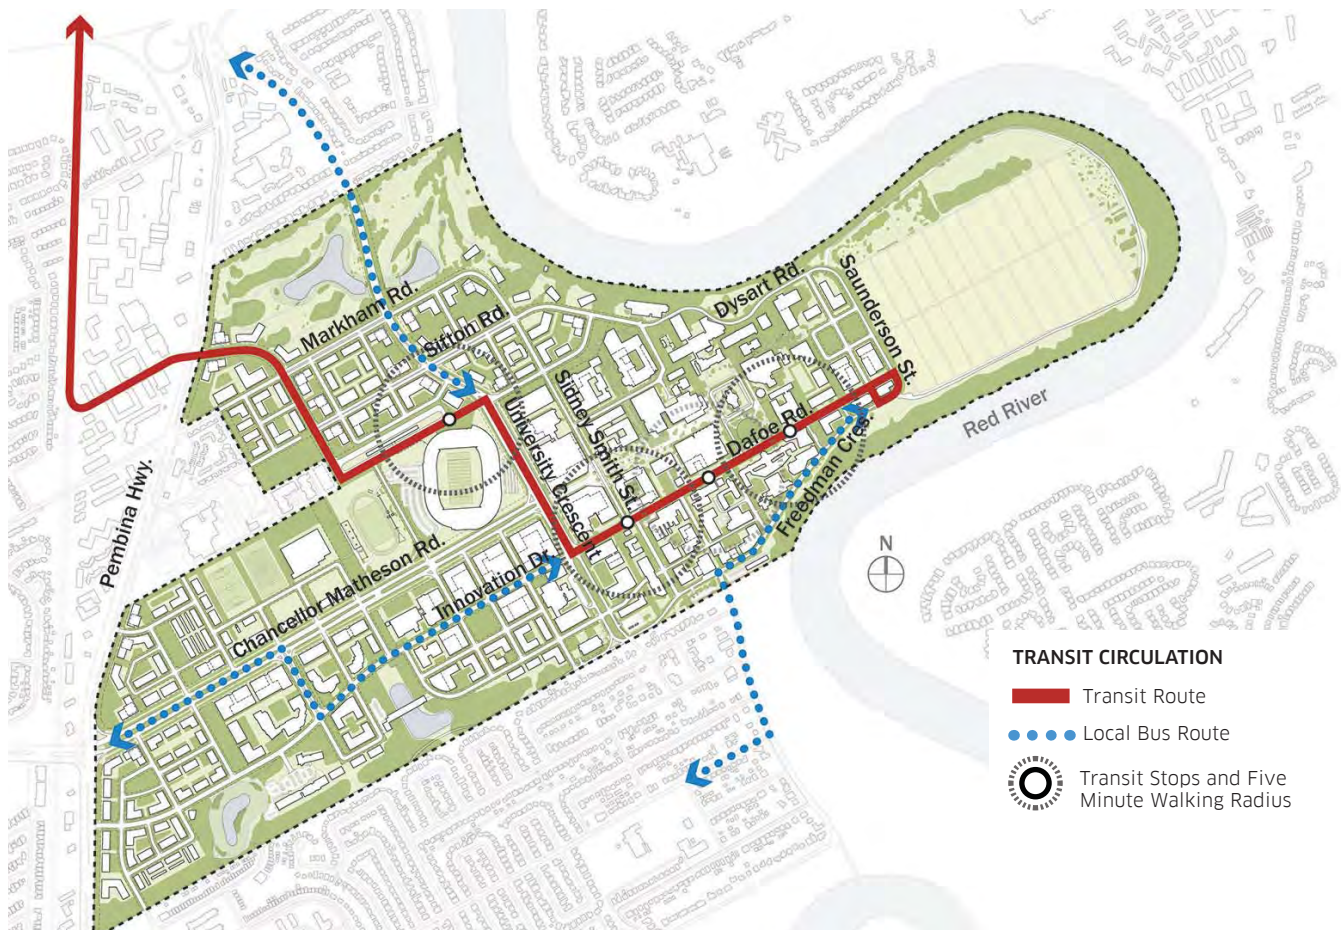 Markham Rd.
Sifton Rd.
Dysart Rd.
Saunderson St.
Sidney Smith St.
University Crescent
Dafoe Rd.
Freedman Cres.
Red River
Pembina Hwy.
Chancellor Matheson Rd.
Innovation Dr.
N
TRANSIT CIRCULATION
Transit Route
Local Bus Route
Transit Stops and Five
Minute Walking Radius